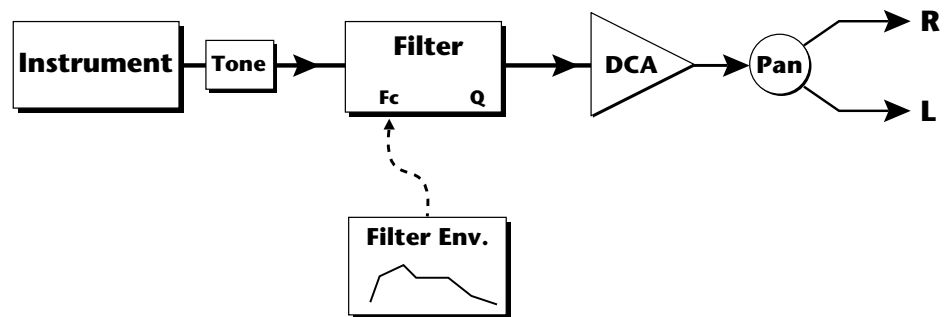 Instrument
Tone
Filter
Fc Q
DCA
Pan
R
L
Filter Env.